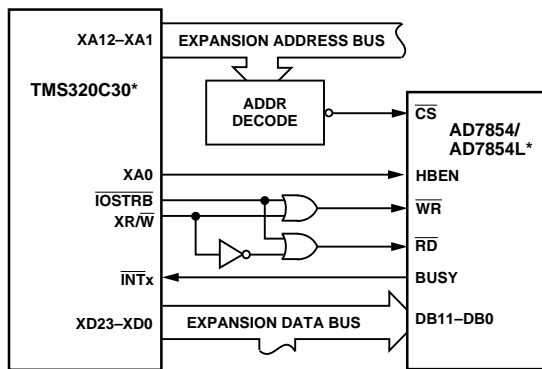 XA12–XA1
EXPANSION ADDRESS BUS
TMS320C30*
ADDR
DECODE
CS
AD7854/
AD7854L*
XA0
HBEN
IOSTRB
WR
XR/W
RD
INTx
BUSY
XD23–XD0
EXPANSION DATA BUS
DB11–DB0